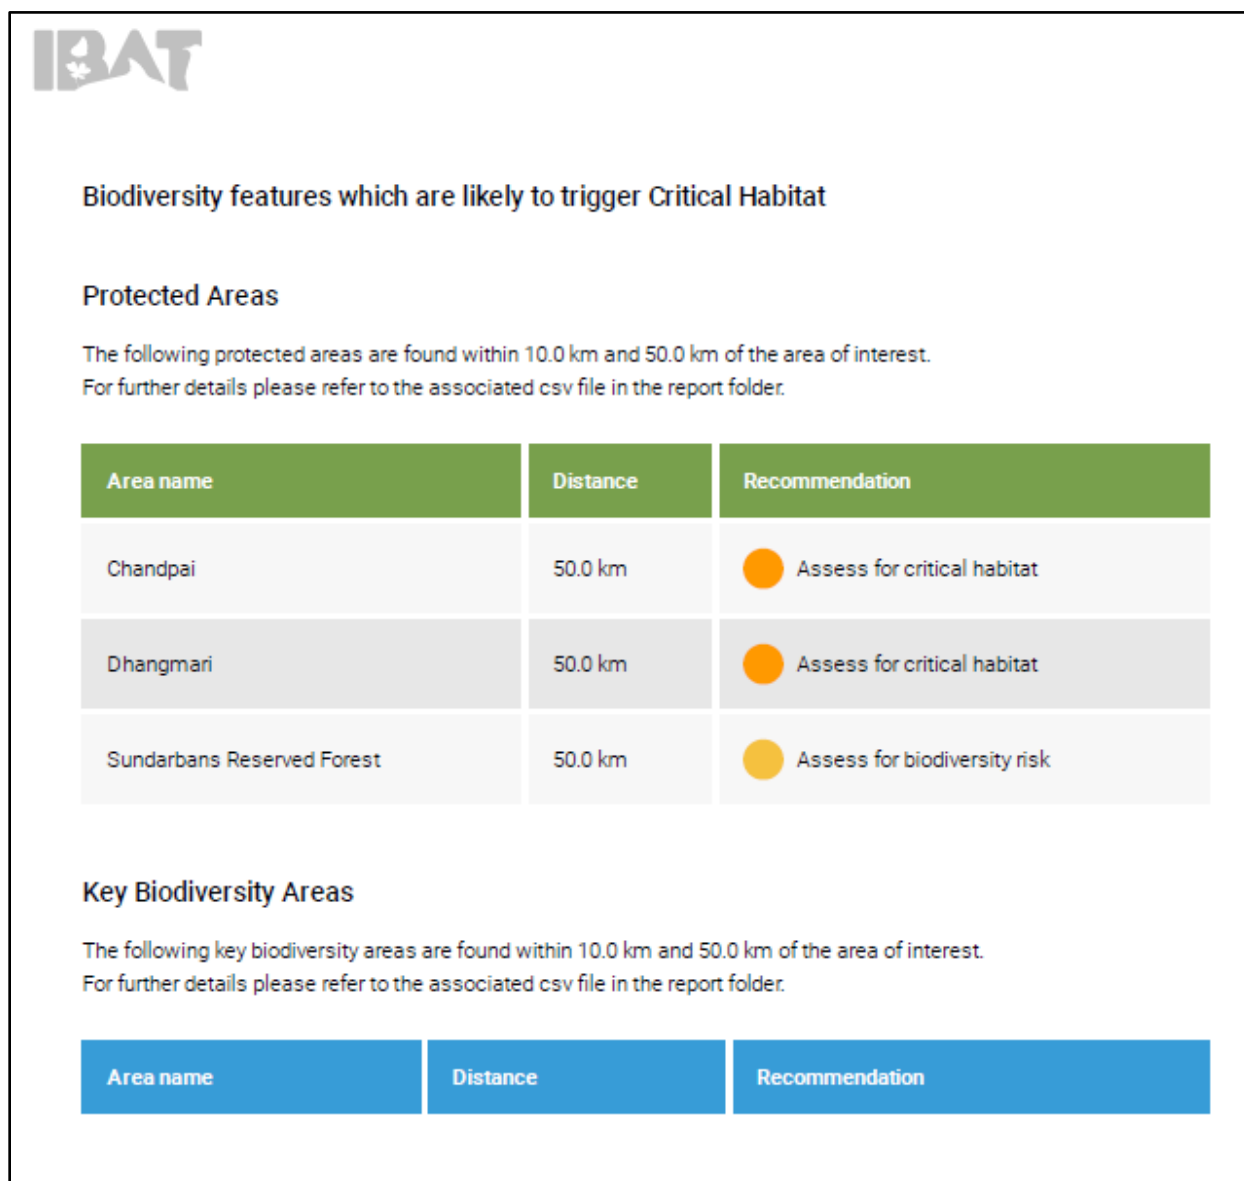 IBAT
Biodiversity features which are likely to trigger Critical Habitat
Protected Areas
The following protected areas are found within 10.0 km and 50.0 km of the area of interest.
For further details please refer to the associated csv file in the report folder.
Area name Distance Recommendation
Chandpai 50.0 km Assess for critical habitat
Dhangmari 50.0 km Assess for critical habitat
Sundarbans Reserved Forest 50.0 km Assess for biodiversity risk
Key Biodiversity Areas
The following key biodiversity areas are found within 10.0 km and 50.0 km of the area of interest.
For further details please refer to the associated csv file in the report folder.
Area name Distance Recommendation